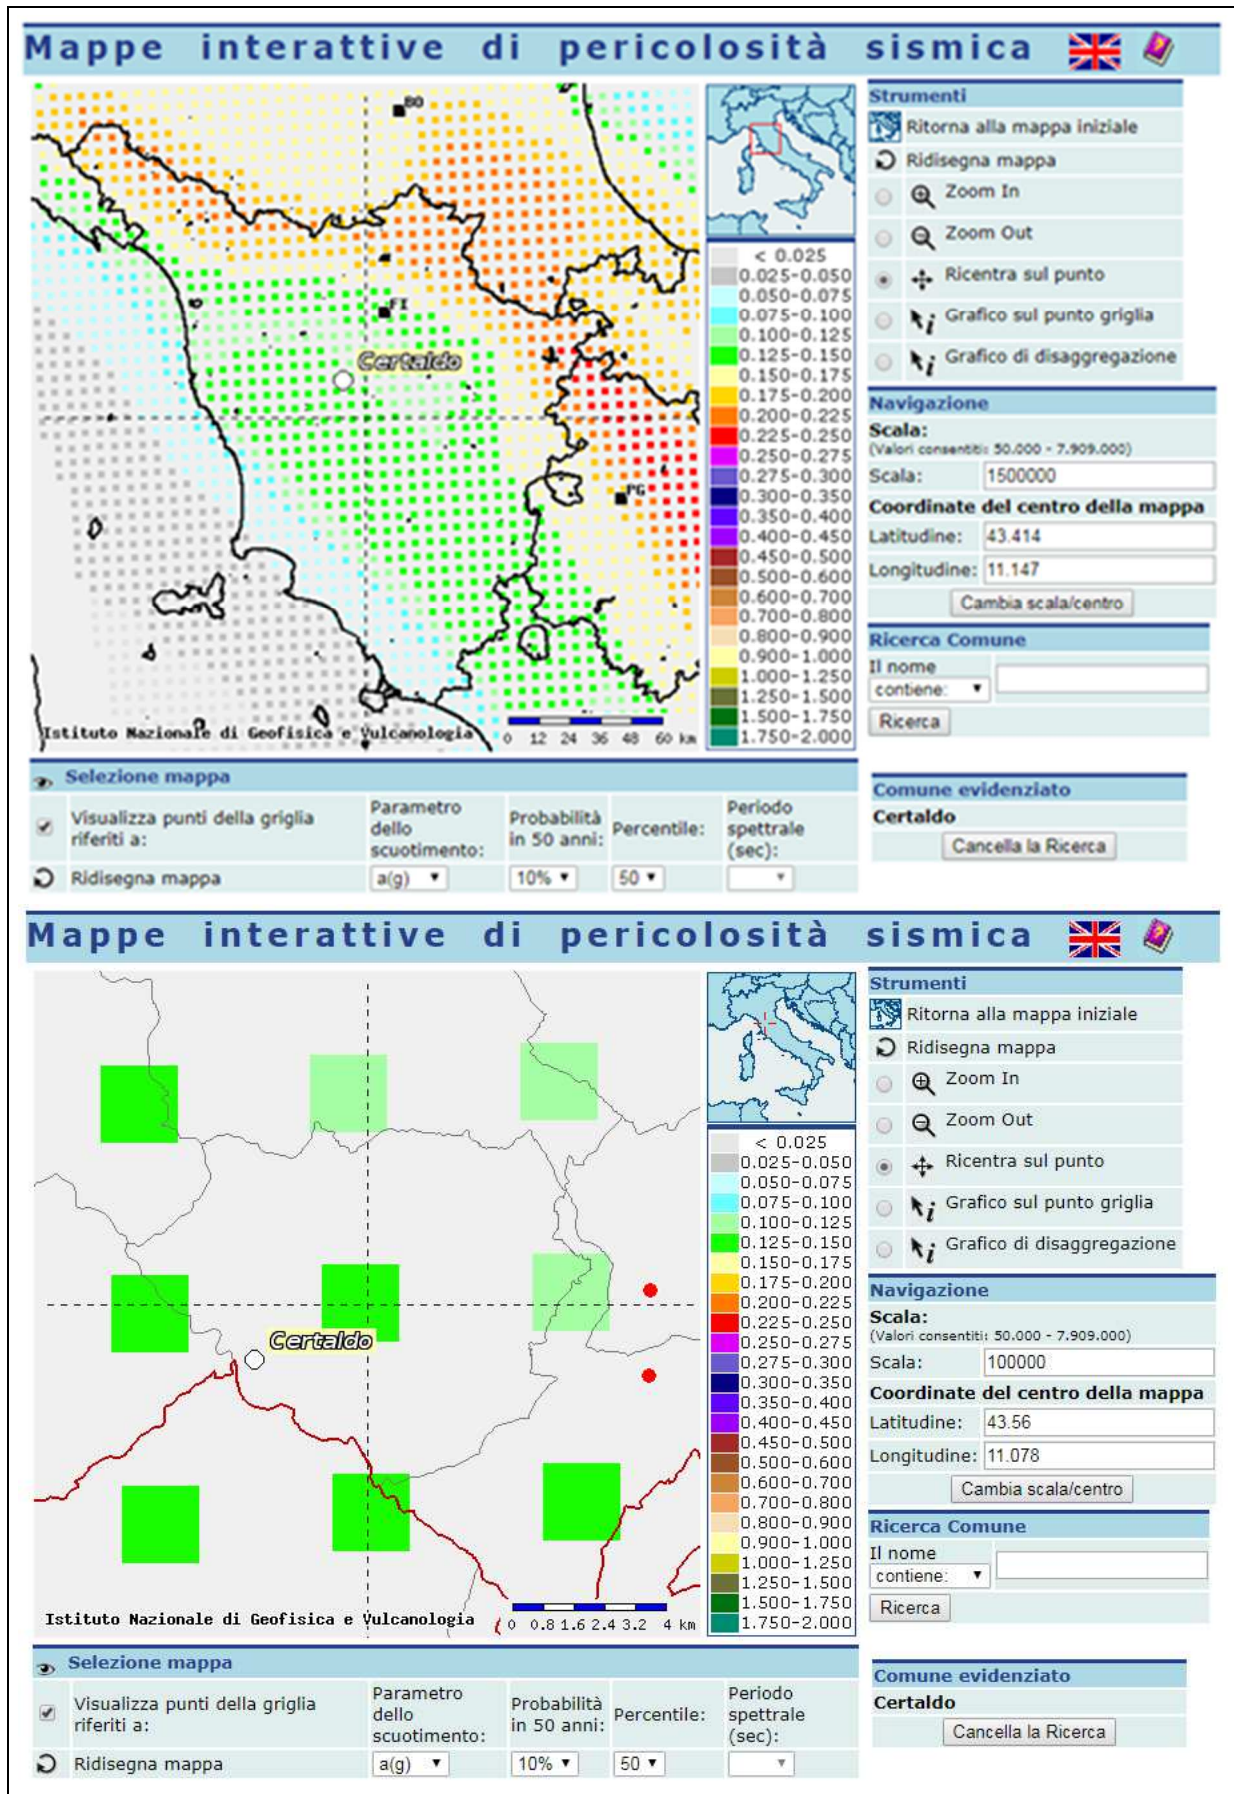 Mappe interattive di pericolosità sismica
BO
FI
Certaldo
PG
Istituto Nazionale di Geofisica e Vulcanologia
0 12 24 36 48 60 km
< 0.025
0.025-0.050
0.050-0.075
0.075-0.100
0.100-0.125
0.125-0.150
0.150-0.175
0.175-0.200
0.200-0.225
0.225-0.250
0.250-0.275
0.275-0.300
0.300-0.350
0.350-0.400
0.400-0.450
0.450-0.500
0.500-0.600
0.600-0.700
0.700-0.800
0.800-0.900
0.900-1.000
1.000-1.250
1.250-1.500
1.500-1.750
1.750-2.000
Strumenti
Ritorna alla mappa iniziale
Ridisegna mappa
Zoom In
Zoom Out
Ricentra sul punto
Grafico sul punto griglia
Grafico di disaggregazione
Navigazione
Scala:
(Valori consentiti: 50.000 - 7.909.000)
Scala: 1500000
Coordinate del centro della mappa
Latitudine: 43.414
Longitudine: 11.147
Cambia scala/centro
Ricerca Comune
Il nome
contiene:
Ricerca
Selezione mappa
Visualizza punti della griglia
riferiti a:
Parametro
dello
scuotimento:
Probabilità
in 50 anni:
Percentile:
Periodo
spettrale
(sec):
Ridisegna mappa a(g) 10% 50
Comune evidenziato
Certaldo
Cancella la Ricerca
Mappe interattive di pericolosità sismica
Certaldo
Istituto Nazionale di Geofisica e Vulcanologia
0 0.8 1.6 2.4 3.2 4 km
< 0.025
0.025-0.050
0.050-0.075
0.075-0.100
0.100-0.125
0.125-0.150
0.150-0.175
0.175-0.200
0.200-0.225
0.225-0.250
0.250-0.275
0.275-0.300
0.300-0.350
0.350-0.400
0.400-0.450
0.450-0.500
0.500-0.600
0.600-0.700
0.700-0.800
0.800-0.900
0.900-1.000
1.000-1.250
1.250-1.500
1.500-1.750
1.750-2.000
Strumenti
Ritorna alla mappa iniziale
Ridisegna mappa
Zoom In
Zoom Out
Ricentra sul punto
Grafico sul punto griglia
Grafico di disaggregazione
Navigazione
Scala:
(Valori consentiti: 50.000 - 7.909.000)
Scala: 100000
Coordinate del centro della mappa
Latitudine: 43.56
Longitudine: 11.078
Cambia scala/centro
Ricerca Comune
Il nome
contiene:
Ricerca
Selezione mappa
Visualizza punti della griglia
riferiti a:
Parametro
dello
scuotimento:
Probabilità
in 50 anni:
Percentile:
Periodo
spettrale
(sec):
Ridisegna mappa a(g) 10% 50
Comune evidenziato
Certaldo
Cancella la Ricerca